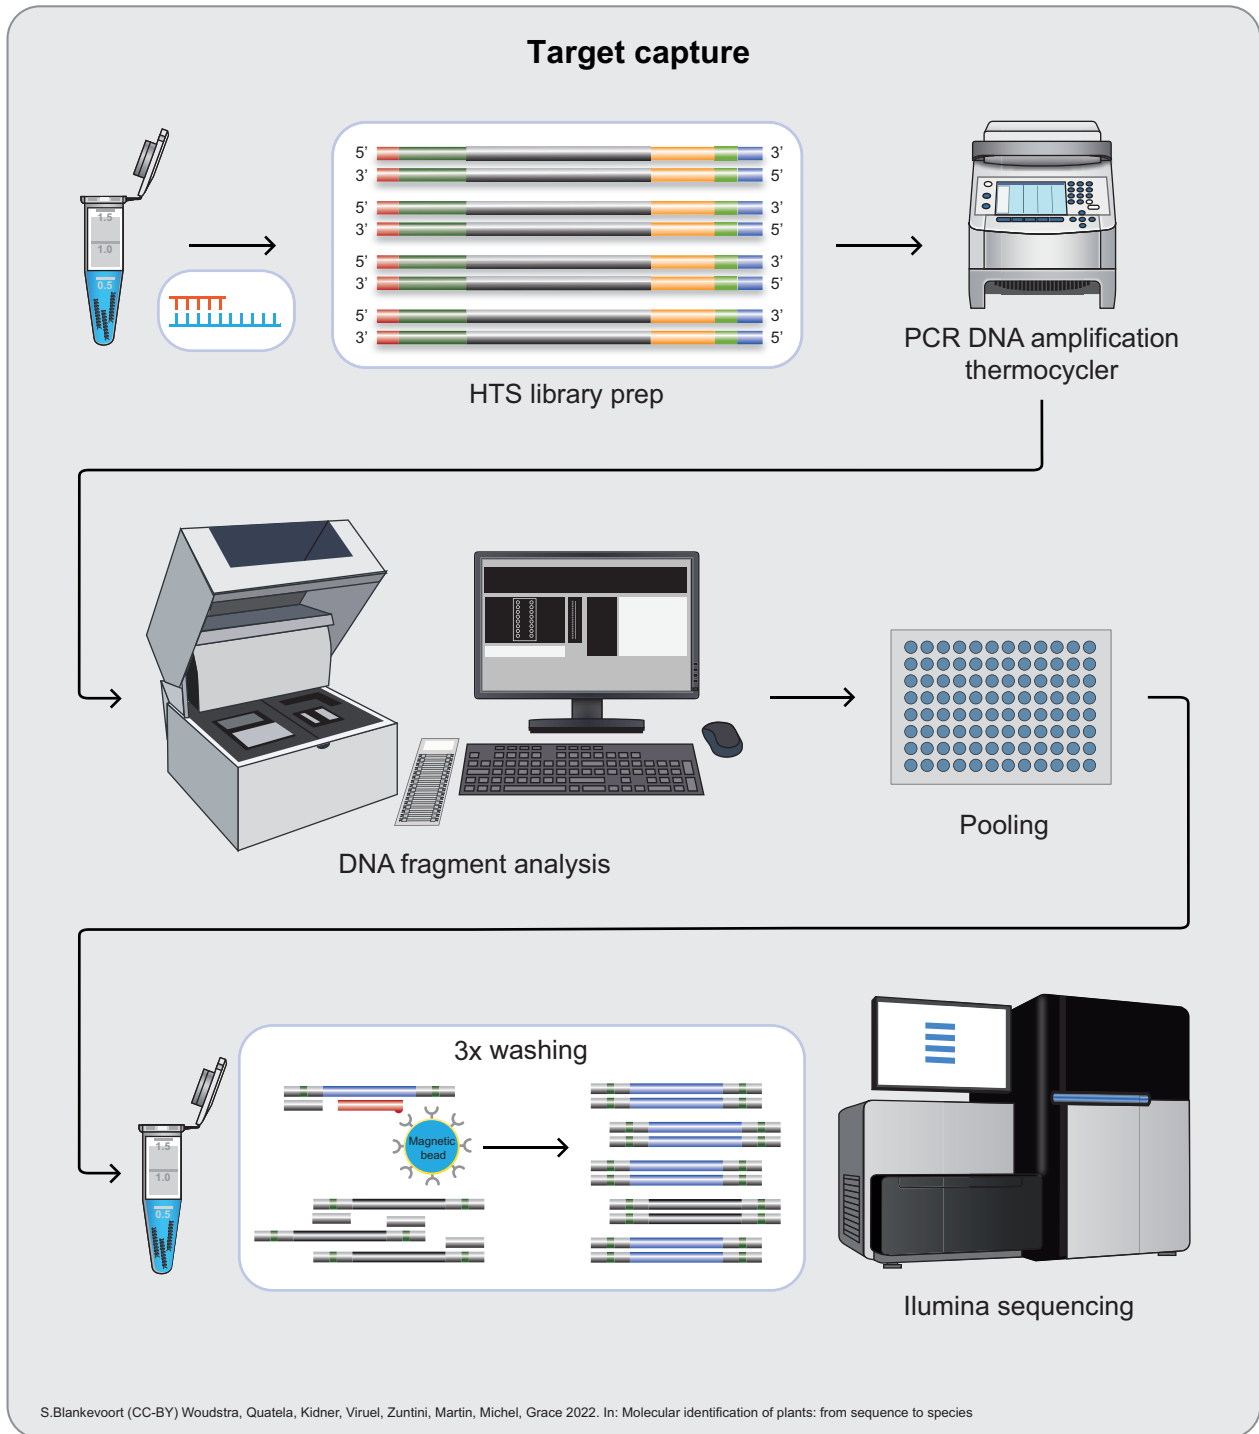 Target capture
1.5
1.0
0.5
5’ 3’
3’ 5’
5’ 3’
3’ 5’
5’ 3’
3’ 5’
5’ 3’
3’ 5’
HTS library prep
PCR DNA amplification
thermocycler
DNA fragment analysis
Pooling
1.5
1.0
0.5
3x washing
Magnetic
bead
Ilumina sequencing
S.Blankevoort (CC-BY) Woudstra, Quatela, Kidner, Viruel, Zuntini, Martin, Michel, Grace 2022. In: Molecular identification of plants: from sequence to species